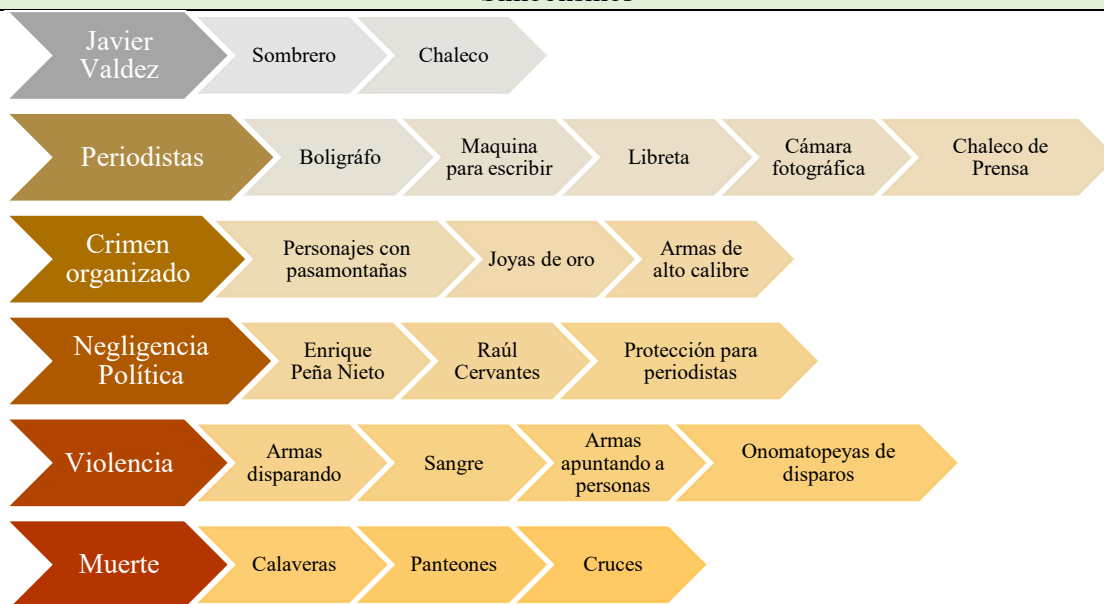 Javier
Valdez
Sombrero
Chaleco
Periodistas
Boligráfo
Maquina
para escribir
Libreta
Cámara
fotográfica
Chaleco de
Prensa
Crimen
organizado
Personajes con
pasamontañas
Joyas de oro
Armas de
alto calibre
Negligencia
Política
Enrique
Peña Nieto
Raúl
Cervantes
Protección para
periodistas
Violencia
Armas
disparando
Sangre
Armas
apuntando a
personas
Onomatopeyas de
disparos
Muerte
Calaveras
Panteones
Cruces